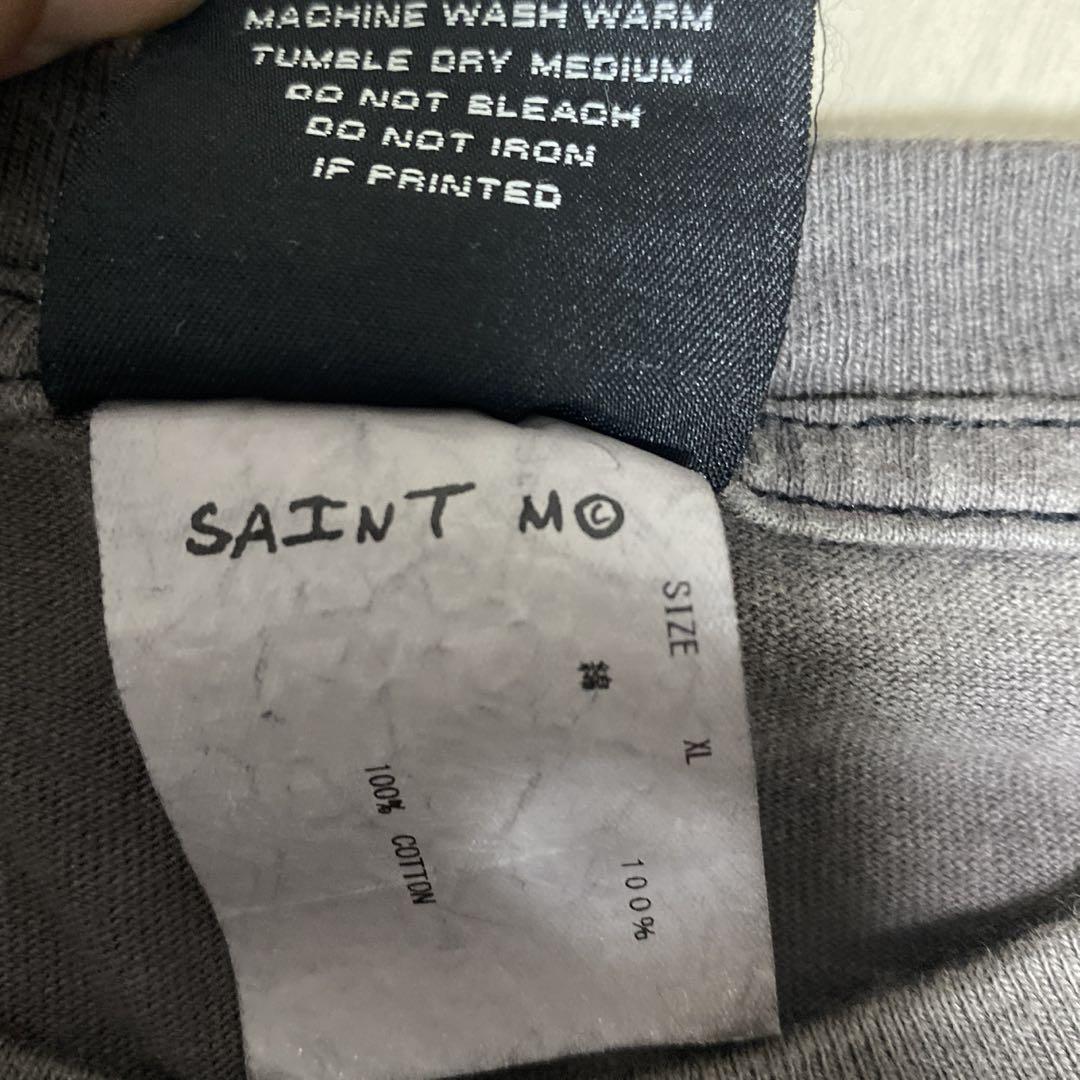 MACHINE WASH WARM
TUMBLE DRY MEDIUM
DO NOT BLEACH
DO NOT IRON
IF PRINTED
SAINT M©
SIZE XL
綿 100%
100% COTTON